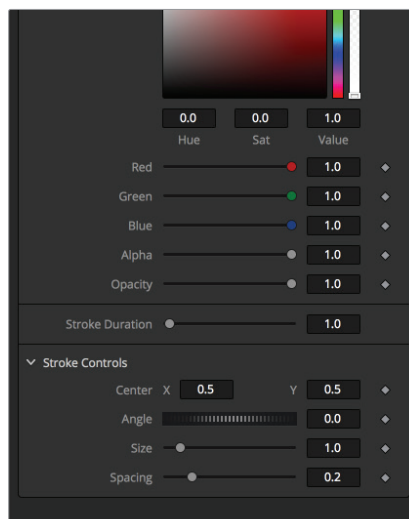 0.0 0.0 1.0
Hue Sat Value
Red 1.0
Green 1.0
Blue 1.0
Alpha 1.0
Opacity 1.0
Stroke Duration 1.0
Stroke Controls
Center X 0.5 Y 0.5
Angle 0.0
Size 1.0
Spacing 0.2